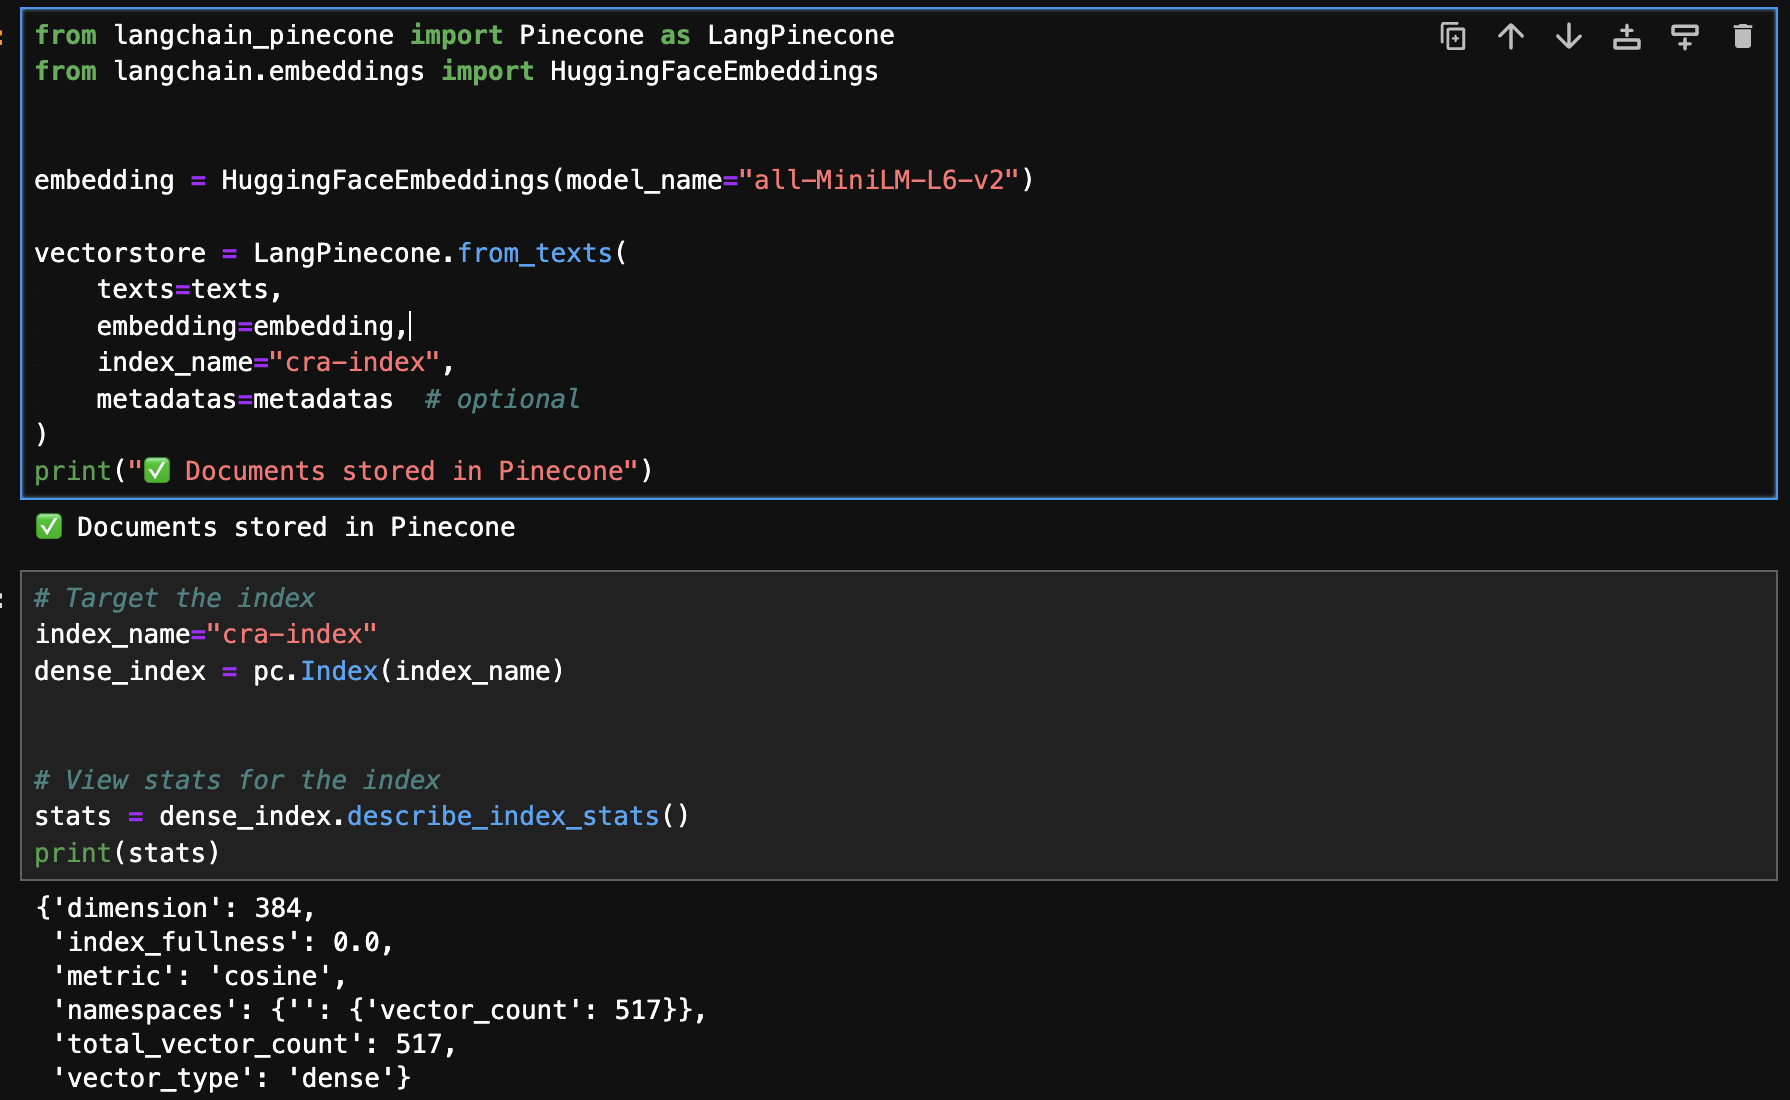 from langchain_pinecone import Pinecone as LangPinecone
from langchain.embeddings import HuggingFaceEmbeddings
embedding = HuggingFaceEmbeddings(model_name="all-MiniLM-L6-v2")
vectorstore = LangPinecone.from_texts(
    texts=texts,
    embedding=embedding,
    index_name="cra-index",
    metadatas=metadatas  # optional
)
print("✅ Documents stored in Pinecone")
✅ Documents stored in Pinecone
# Target the index
index_name="cra-index"
dense_index = pc.Index(index_name)
# View stats for the index
stats = dense_index.describe_index_stats()
print(stats)
{'dimension': 384,
 'index_fullness': 0.0,
 'metric': 'cosine',
 'namespaces': {'': {'vector_count': 517}},
 'total_vector_count': 517,
 'vector_type': 'dense'}